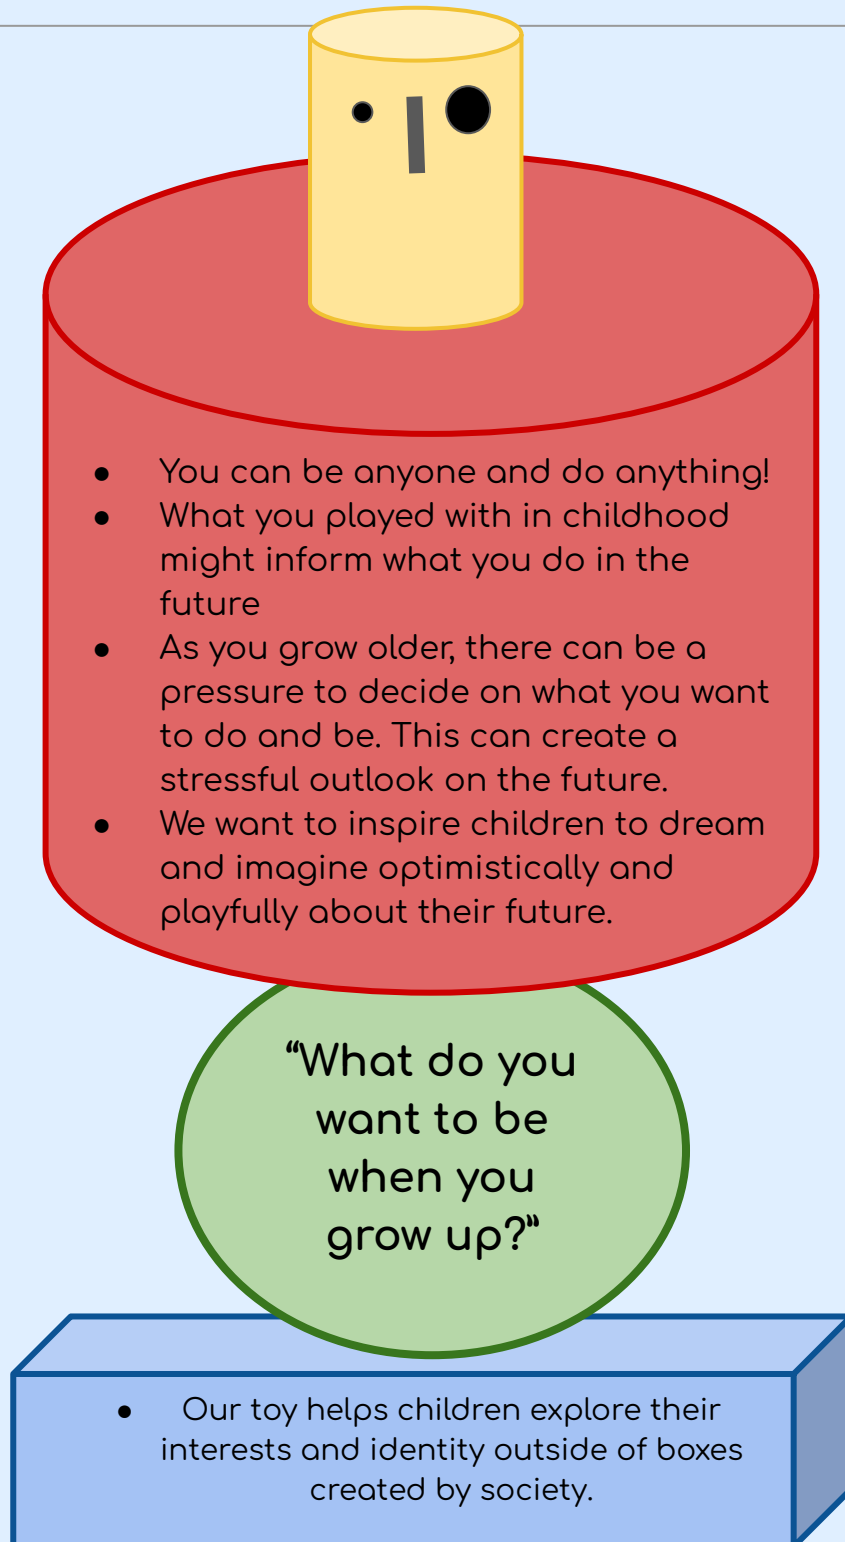 ● You can be anyone and do anything!
● What you played with in childhood
might inform what you do in the
future
● As you grow older, there can be a
pressure to decide on what you want
to do and be. This can create a
stressful outlook on the future.
● We want to inspire children to dream
and imagine optimistically and
playfully about their future.
“What do you
want to be
when you
grow up?”
● Our toy helps children explore their
interests and identity outside of boxes
created by society.